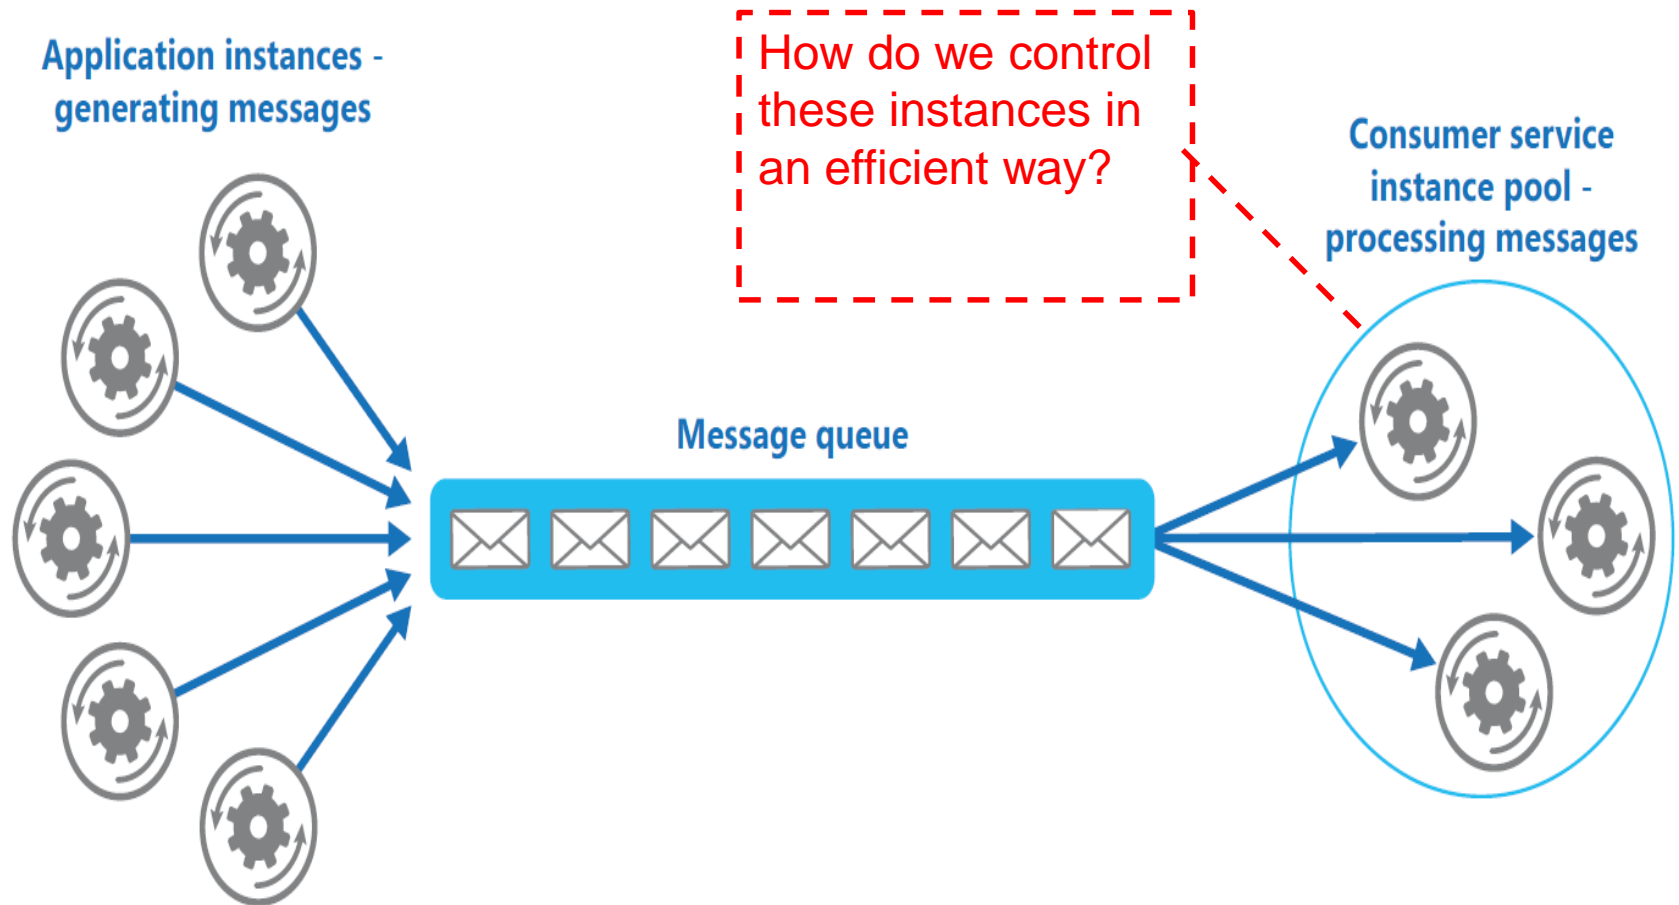 Application instances -
generating messages
How do we control
these instances in
an efficient way?
Consumer service
instance pool -
processing messages
Message queue